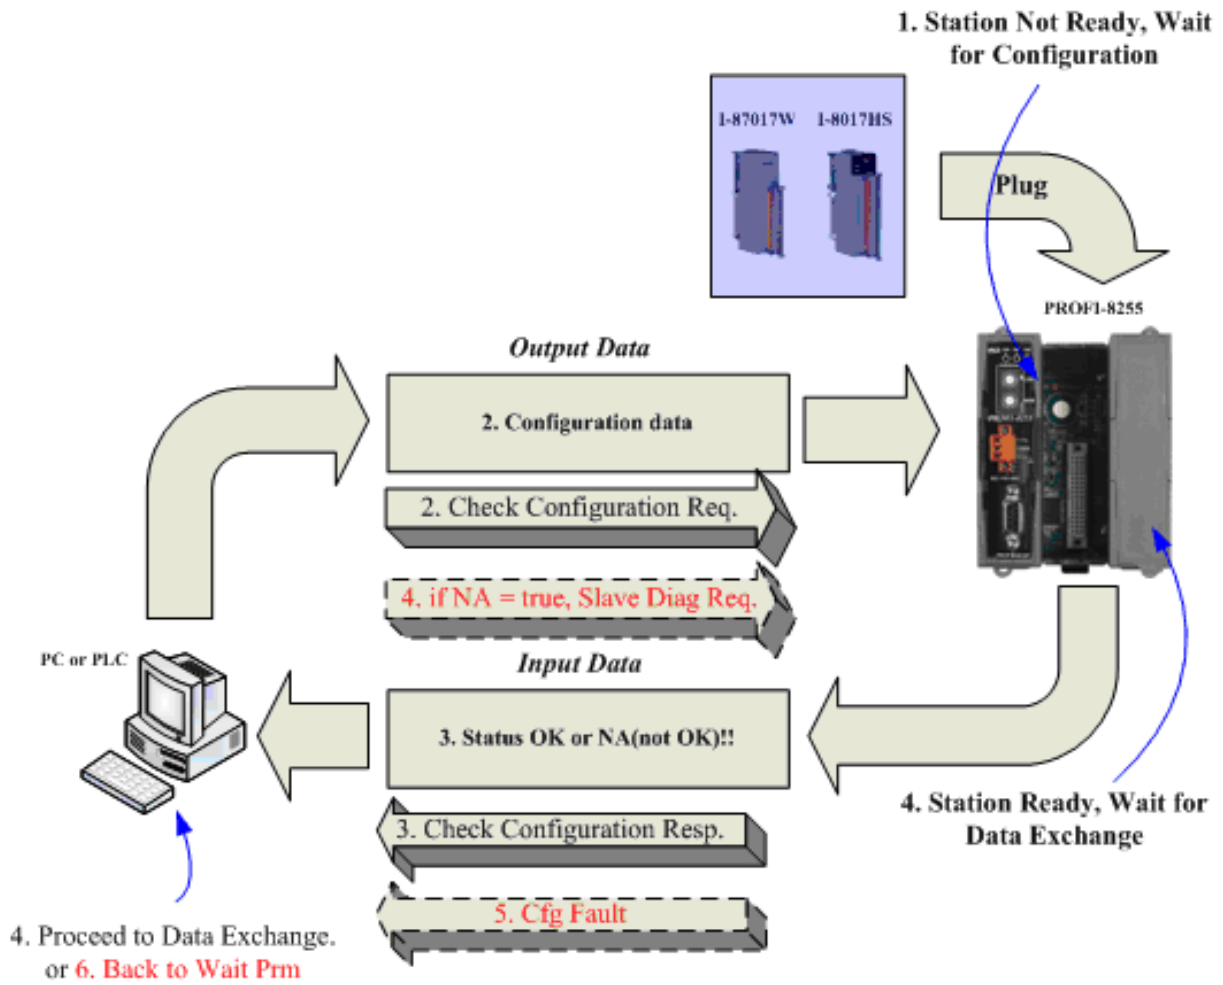 1. Station Not Ready, Wait
for Configuration
I-87017W
I-8017HS
Plug
PROFI-8255
Output Data
2. Configuration data
2. Check Configuration Req.
4. if NA = true, Slave Diag Req.
PC or PLC
Input Data
3. Status OK or NA(not OK)!!
4. Station Ready, Wait for
Data Exchange
3. Check Configuration Resp.
5. Cfg Fault
4. Proceed to Data Exchange.
or 6. Back to Wait Prm